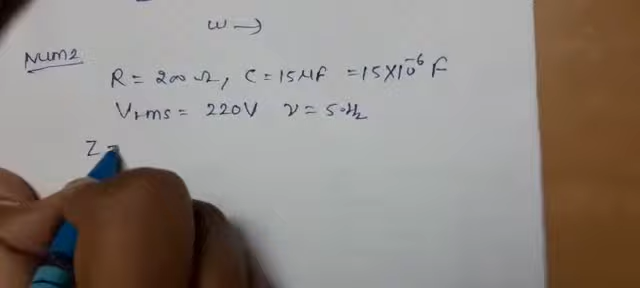 ω →
Num2
R = 200 Ω, C = 15 μF = 15 × 10⁻⁶ F
Vrms = 220V ν = 50Hz
Z =